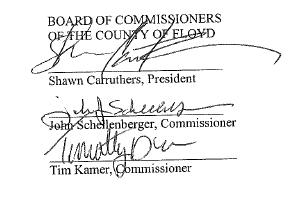 BOARD OF COMMISSIONERS
OF THE COUNTY OF FLOYD
Shawn Carruthers, President
John Schellenberger, Commissioner
Tim Kamer, Commissioner